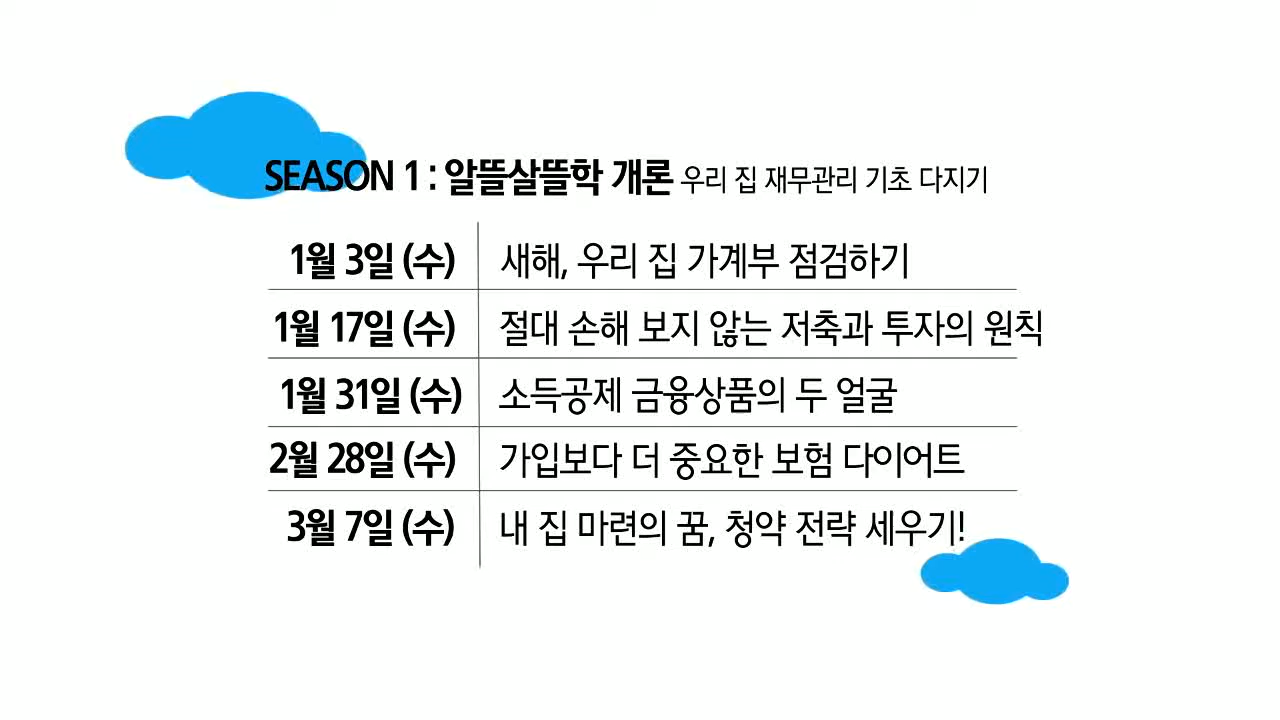 SEASON 1 : 알뜰살뜰학 개론 우리 집 재무관리 기초 다지기
1월 3일 (수) 새해, 우리 집 가계부 점검하기
1월 17일 (수) 절대 손해 보지 않는 저축과 투자의 원칙
1월 31일 (수) 소득공제 금융상품의 두 얼굴
2월 28일 (수) 가입보다 더 중요한 보험 다이어트
3월 7일 (수) 내 집 마련의 꿈, 청약 전략 세우기!